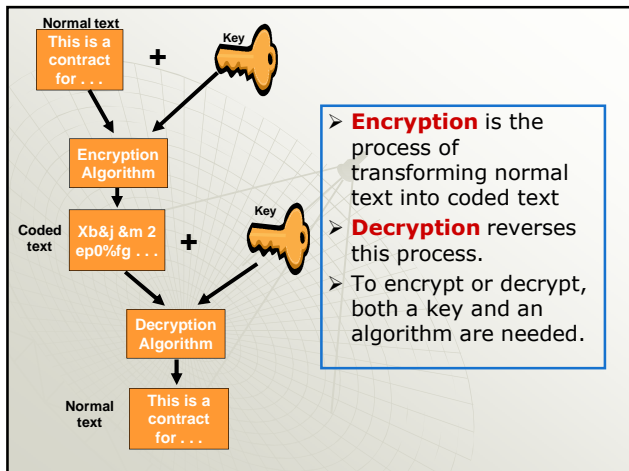 Normal text
This is a
contract
for . . .
+
Key
Encryption
Algorithm
Coded
text
Xb&j &m 2
ep0%fg . . .
+
Key
Decryption
Algorithm
Normal
text
This is a
contract
for . . .
➢ Encryption is the
process of
transforming normal
text into coded text
➢ Decryption reverses
this process.
➢ To encrypt or decrypt,
both a key and an
algorithm are needed.